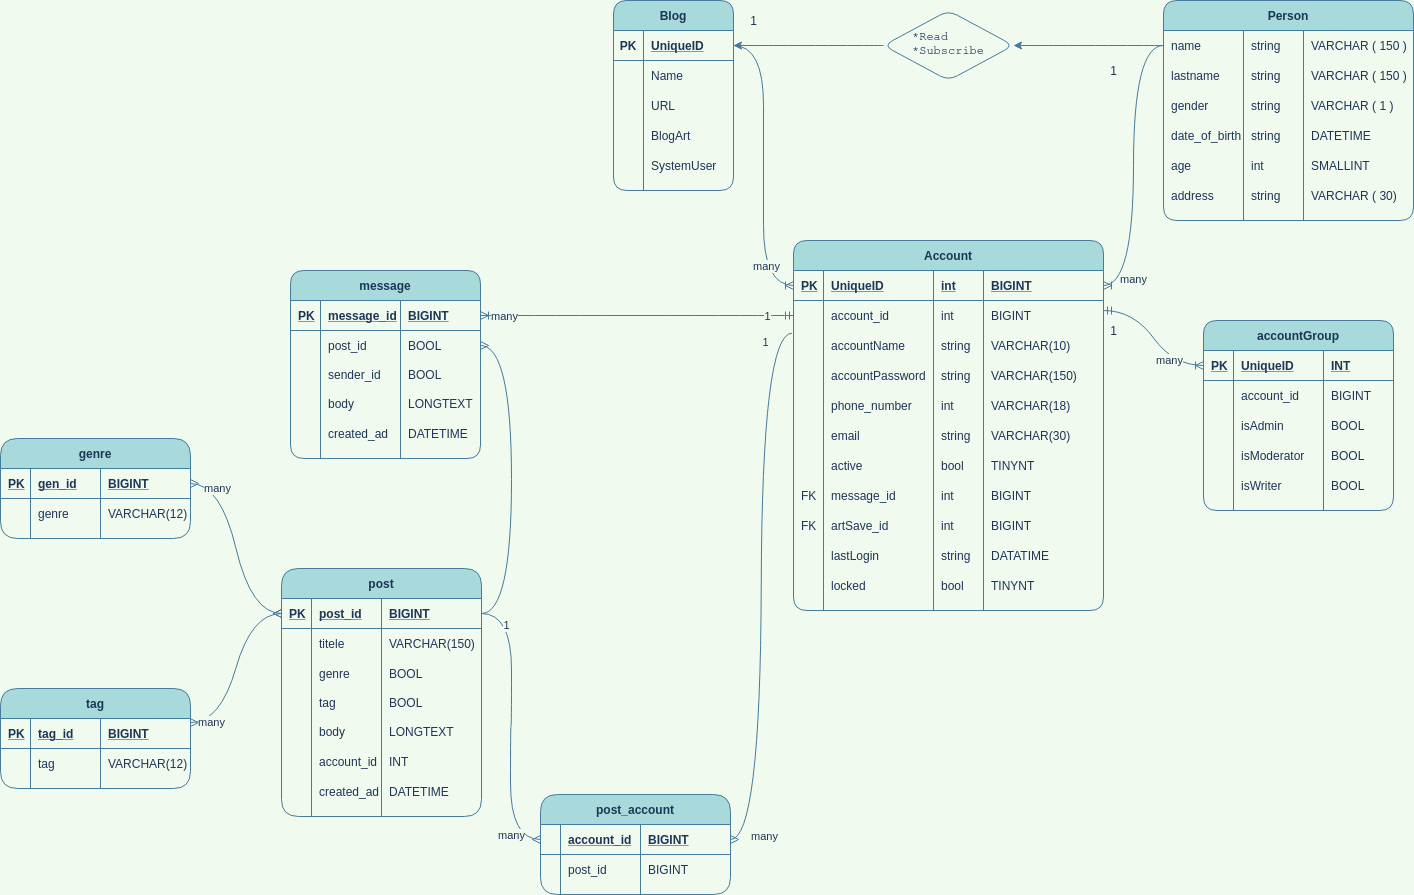 Blog
PK UniqueID
Name
URL
BlogArt
SystemUser
1
*Read
*Subscribe
1
Person
name string VARCHAR ( 150 )
lastname string VARCHAR ( 150 )
gender string VARCHAR ( 1 )
date_of_birth string DATETIME
age int SMALLINT
address string VARCHAR ( 30)
many
many
Account
PK UniqueID int BIGINT
account_id int BIGINT
accountName string VARCHAR(10)
accountPassword string VARCHAR(150)
phone_number int VARCHAR(18)
email string VARCHAR(30)
active bool TINYNT
FK message_id int BIGINT
FK artSave_id int BIGINT
lastLogin string DATATIME
locked bool TINYNT
message
PK message_id BIGINT
post_id BOOL
sender_id BOOL
body LONGTEXT
created_ad DATETIME
many
1
1
1
many
accountGroup
PK UniqueID INT
account_id BIGINT
isAdmin BOOL
isModerator BOOL
isWriter BOOL
genre
PK gen_id BIGINT
genre VARCHAR(12)
many
post
PK post_id BIGINT
titele VARCHAR(150)
genre BOOL
tag BOOL
body LONGTEXT
account_id INT
created_ad DATETIME
1
tag
PK tag_id BIGINT
tag VARCHAR(12)
many
many
many
post_account
account_id BIGINT
post_id BIGINT